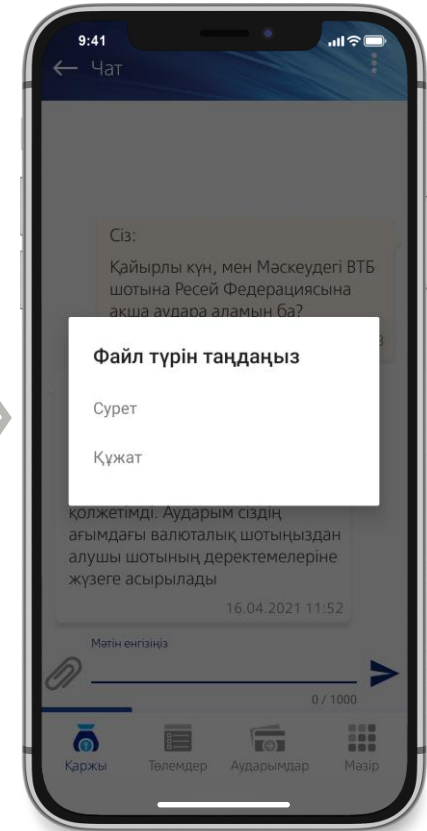 9:41
Чат
Сіз:
Қайырлы күн, мен Мәскеудегі ВТБ
шотына Ресей Федерациясына
ақша аудара аламын ба?
Файл түрін таңдаңыз
Сурет
Құжат
қолжетімді. Аударым сіздің
ағымдағы валюталық шотыңыздан
алушы шотының деректемелеріне
жүзеге асырылады
16.04.2021 11:52
Мәтін енгізіңіз
0 / 1000
Қаржы Төлемдер Аударымдар Мәзір